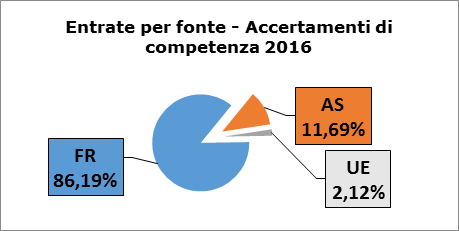 Entrate per fonte - Accertamenti di
competenza 2016
AS
11,69%
FR
86,19%
UE
2,12%